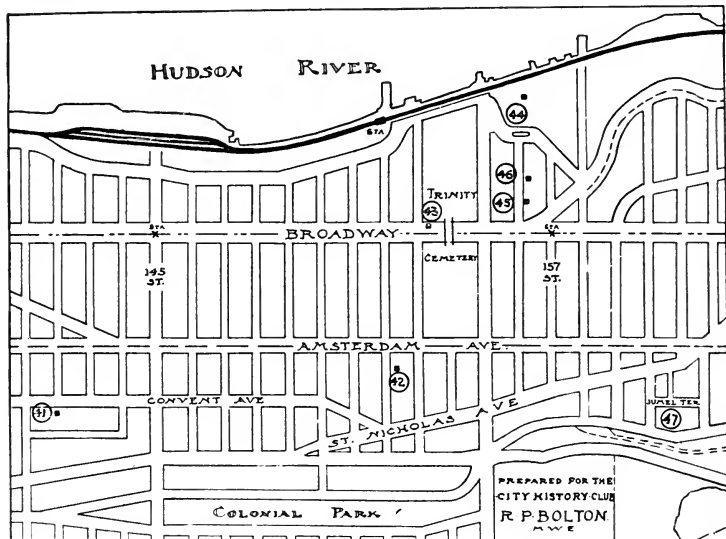 HUDSON RIVER
STA
44
46
45
TRINITY
43
STA
BROADWAY
STA
CEMETERY
145
ST.
157
ST.
AMSTERDAM AVE.
42
41
CONVENT AVE
ST. NICHOLAS AVE
JUMEL TER
47
PREPARED FOR THE
CITY HISTORY CLUB
R P. BOLTON
M W E
COLONIAL PARK